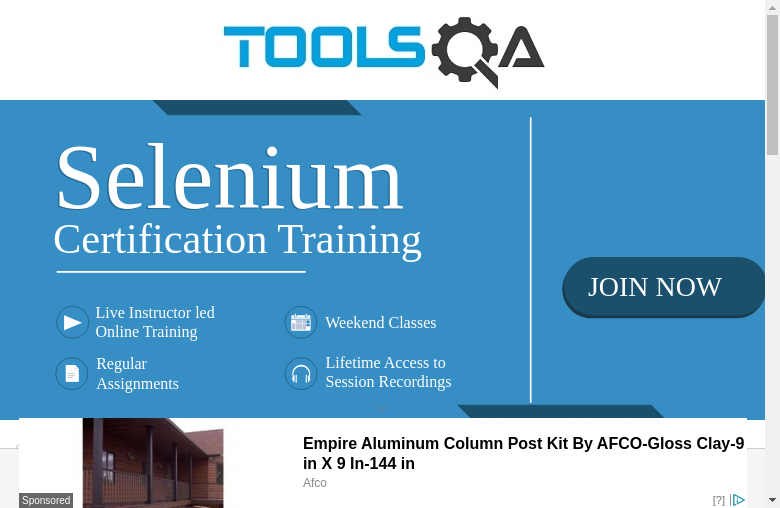 TOOLSQA
Selenium
Certification Training
Live Instructor led
Online Training
Weekend Classes
Regular
Assignments
Lifetime Access to
Session Recordings
JOIN NOW
Empire Aluminum Column Post Kit By AFCO-Gloss Clay-9
in X 9 In-144 in
Afco
Sponsored
[?]